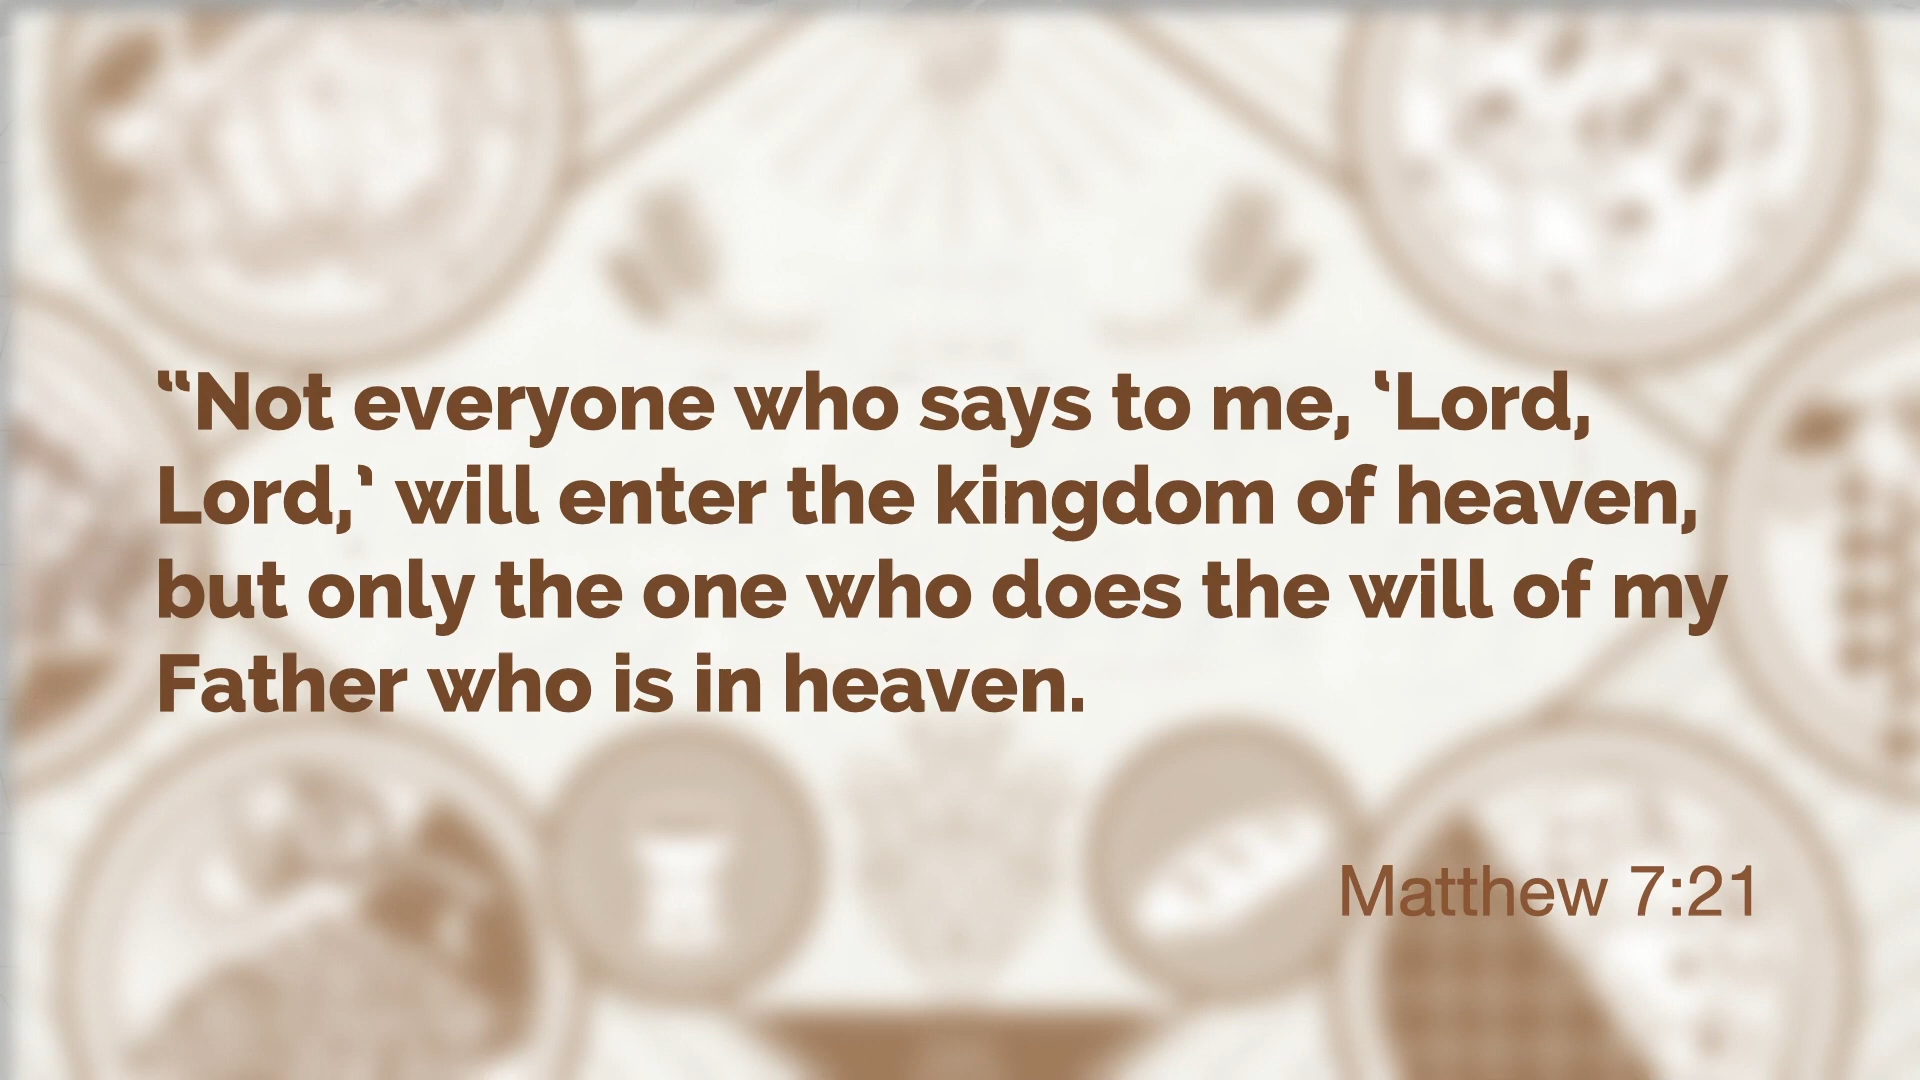 “Not everyone who says to me, ‘Lord,
Lord,’ will enter the kingdom of heaven,
but only the one who does the will of my
Father who is in heaven.
Matthew 7:21